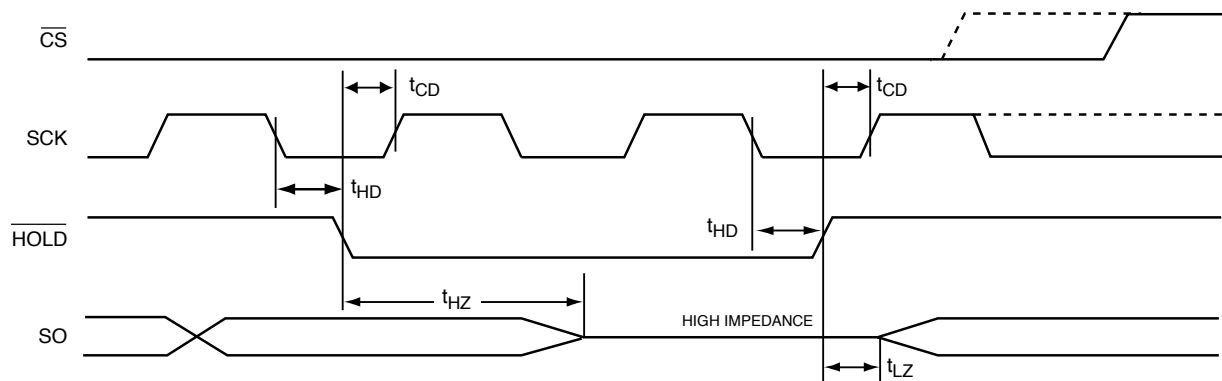 CS
tCD
tCD
SCK
tHD
HOLD
tHD
tHZ
HIGH IMPEDANCE
SO
tLZ